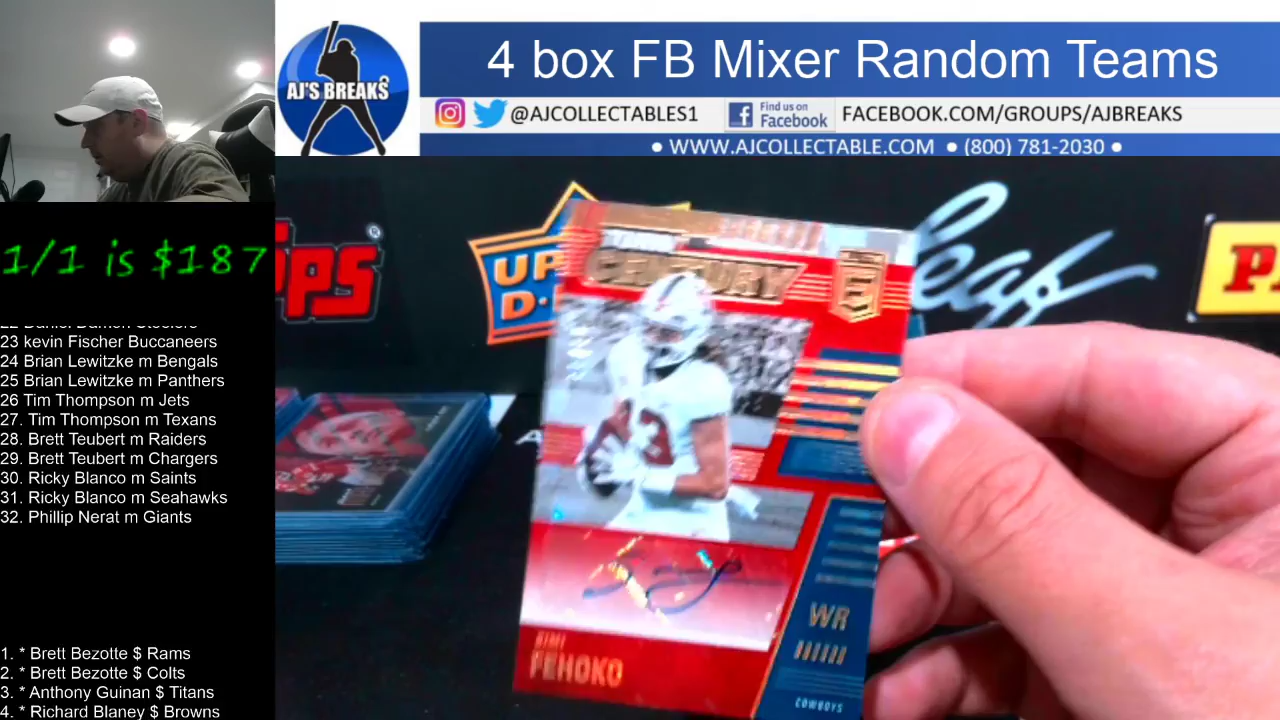 4 box FB Mixer Random Teams
AJ'S BREAKS
@AJCOLLECTABLES1
Find us on
Facebook
FACEBOOK.COM/GROUPS/AJBREAKS
• WWW.AJCOLLECTABLE.COM • (800) 781-2030 •
1/1 is $187
23 kevin Fischer Buccaneers
24 Brian Lewitzke m Bengals
25 Brian Lewitzke m Panthers
26 Tim Thompson m Jets
27. Tim Thompson m Texans
28. Brett Teubert m Raiders
29. Brett Teubert m Chargers
30. Ricky Blanco m Saints
31. Ricky Blanco m Seahawks
32. Phillip Nerat m Giants
1. * Brett Bezotte $ Rams
2. * Brett Bezotte $ Colts
3. * Anthony Guinan $ Titans
4. * Richard Blaney $ Browns
UP
D
CENTURY
E
13
WR
SIMI
FEHOKO
COWBOYS